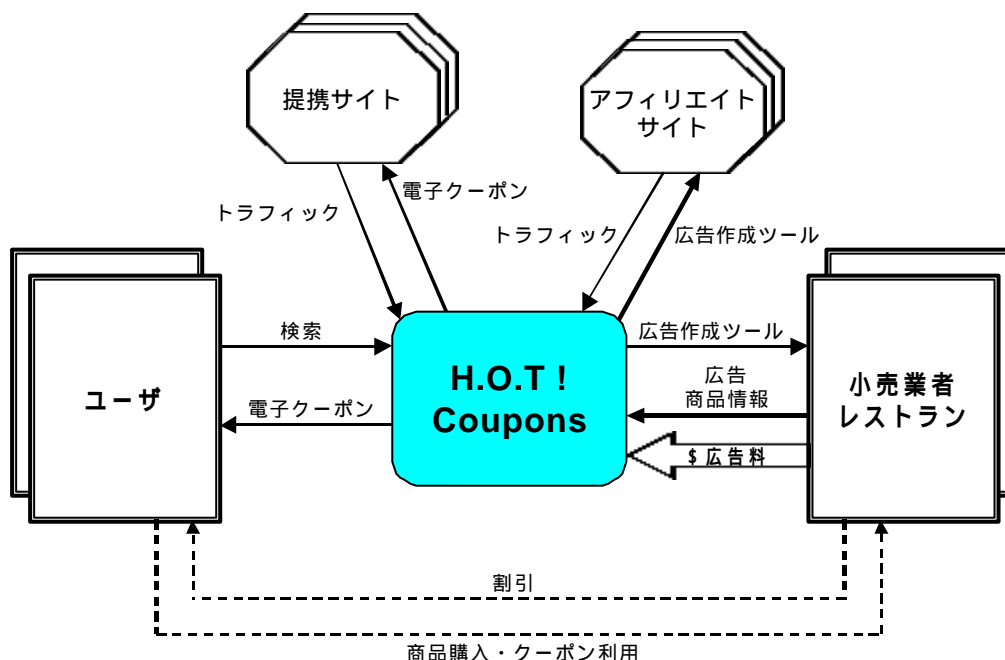 提携サイト
アフィリエイト
サイト
電子クーポン
トラフィック
トラフィック
広告作成ツール
検索
広告作成ツール
ユーザ
H.O.T !
Coupons
広告
商品情報
小売業者
レストラン
電子クーポン
$ 広告料
割引
商品購入・クーポン利用